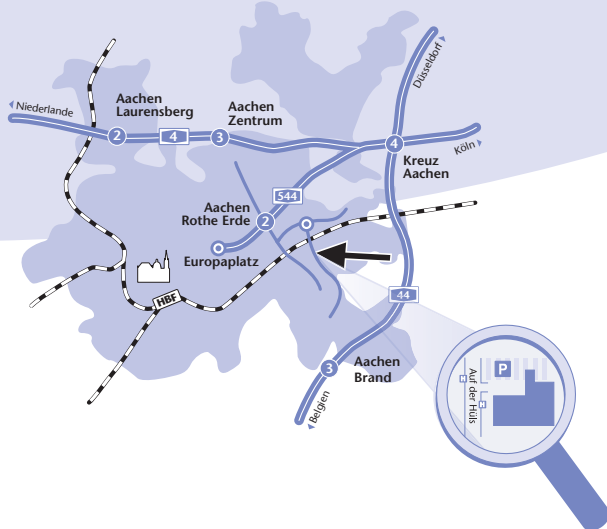 Düsseldorf
Niederlande
Aachen
Laurensberg
Aachen
Zentrum
2
4
3
4
Köln
Kreuz
Aachen
544
Aachen
Rothe Erde
2
Europaplatz
HBF
44
3
Aachen
Brand
Belgien
P
Auf der Hüls
H
H